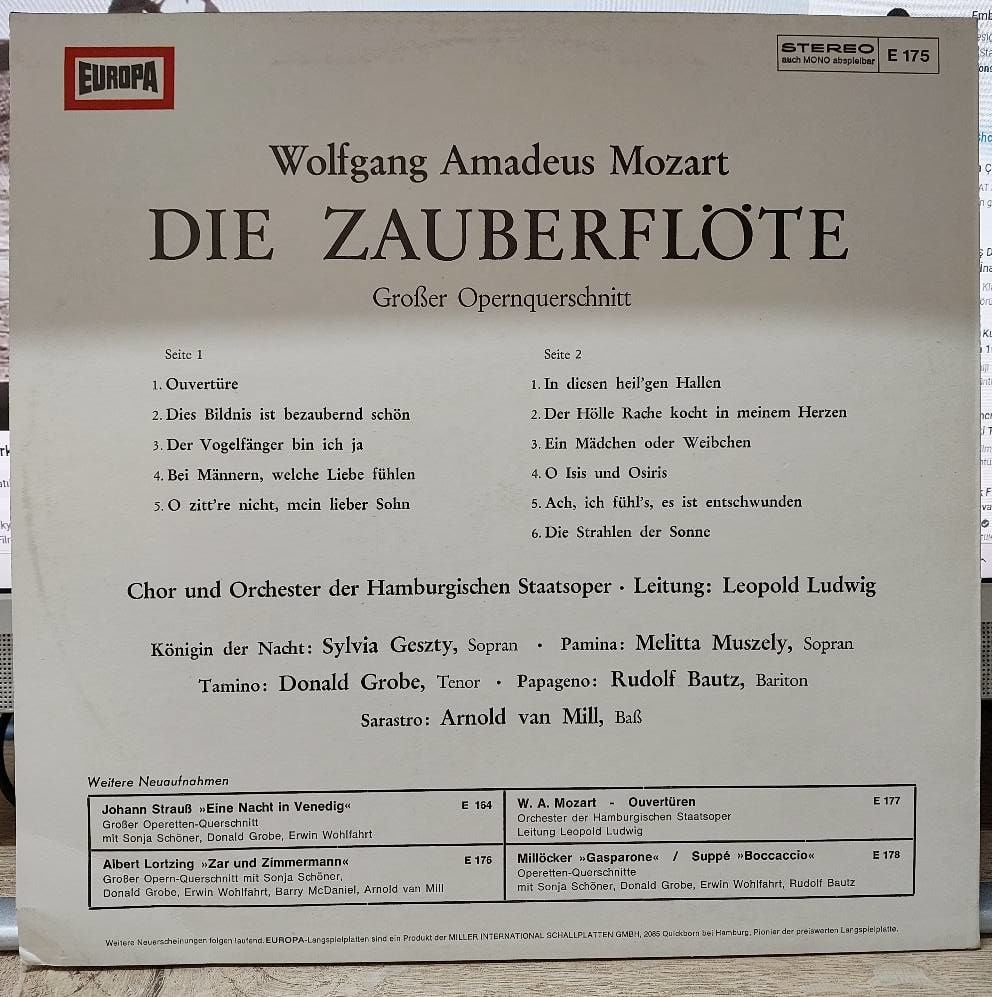 EUROPA
STEREO
auch MONO abspielbar
E 175
Wolfgang Amadeus Mozart
DIE ZAUBERFLÖTE
Großer Opernquerschnitt
Seite 1
1. Ouvertüre
2. Dies Bildnis ist bezaubernd schön
3. Der Vogelfänger bin ich ja
4. Bei Männern, welche Liebe fühlen
5. O zitt're nicht, mein lieber Sohn
Seite 2
1. In diesen heil'gen Hallen
2. Der Hölle Rache kocht in meinem Herzen
3. Ein Mädchen oder Weibchen
4. O Isis und Osiris
5. Ach, ich fühl's, es ist entschwunden
6. Die Strahlen der Sonne
Chor und Orchester der Hamburgischen Staatsoper · Leitung: Leopold Ludwig
Königin der Nacht: Sylvia Geszty, Sopran · Pamina: Melitta Muszely, Sopran
Tamino: Donald Grobe, Tenor · Papageno: Rudolf Bautz, Bariton
Sarastro: Arnold van Mill, Baß
Weitere Neuaufnahmen
Johann Strauß »Eine Nacht in Venedig« E 164
Großer Operetten-Querschnitt
mit Sonja Schöner, Donald Grobe, Erwin Wohlfahrt
Albert Lortzing »Zar und Zimmermann« E 176
Großer Opern-Querschnitt mit Sonja Schöner,
Donald Grobe, Erwin Wohlfahrt, Barry McDaniel, Arnold van Mill
W. A. Mozart - Ouvertüren E 177
Orchester der Hamburgischen Staatsoper
Leitung Leopold Ludwig
Millöcker »Gasparone« / Suppé »Boccaccio« E 178
Operetten-Querschnitte
mit Sonja Schöner, Donald Grobe, Erwin Wohlfahrt, Rudolf Bautz
Weitere Neuerscheinungen folgen laufend. EUROPA-Langspielplatten sind ein Produkt der MILLER INTERNATIONAL SCHALLPLATTEN GMBH, 2085 Quickborn bei Hamburg, Pionier der preiswerten Langspielplatte.